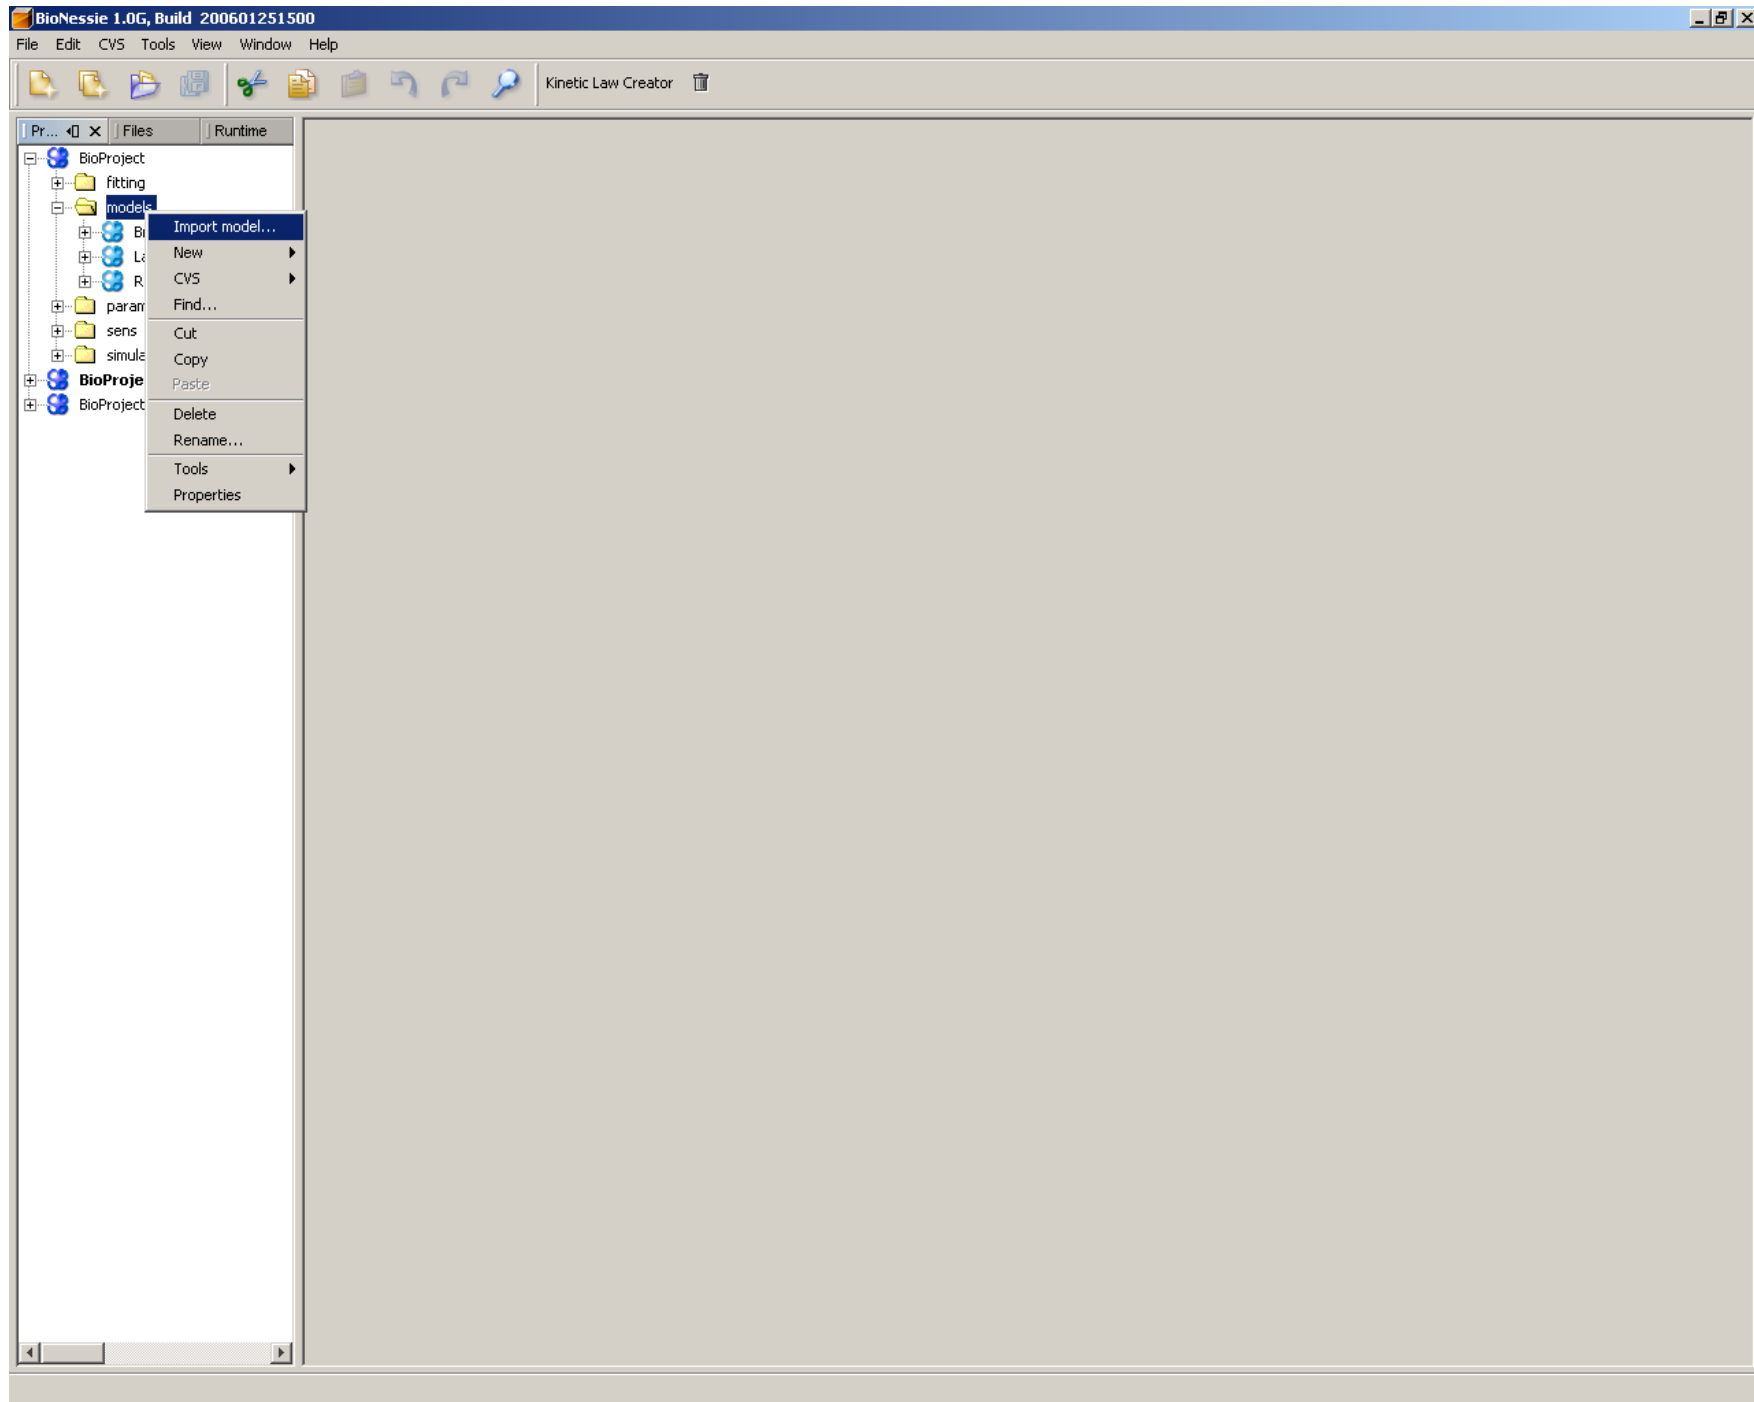 BioNessie 1.0G, Build 200601251500
File Edit CVS Tools View Window Help
Kinetic Law Creator
Pr... Files Runtime
BioProject
fitting
models
Import model...
New
CVS
Find...
Cut
Copy
Paste
Delete
Rename...
Tools
Properties
sens
BioProject